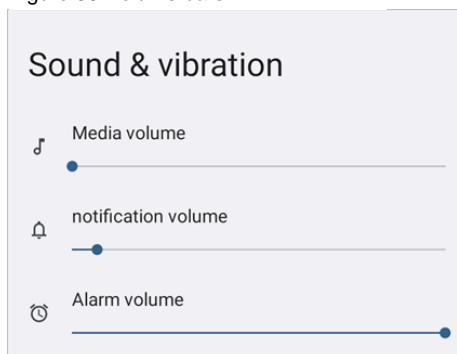 Sound & vibration
Media volume
notification volume
Alarm volume